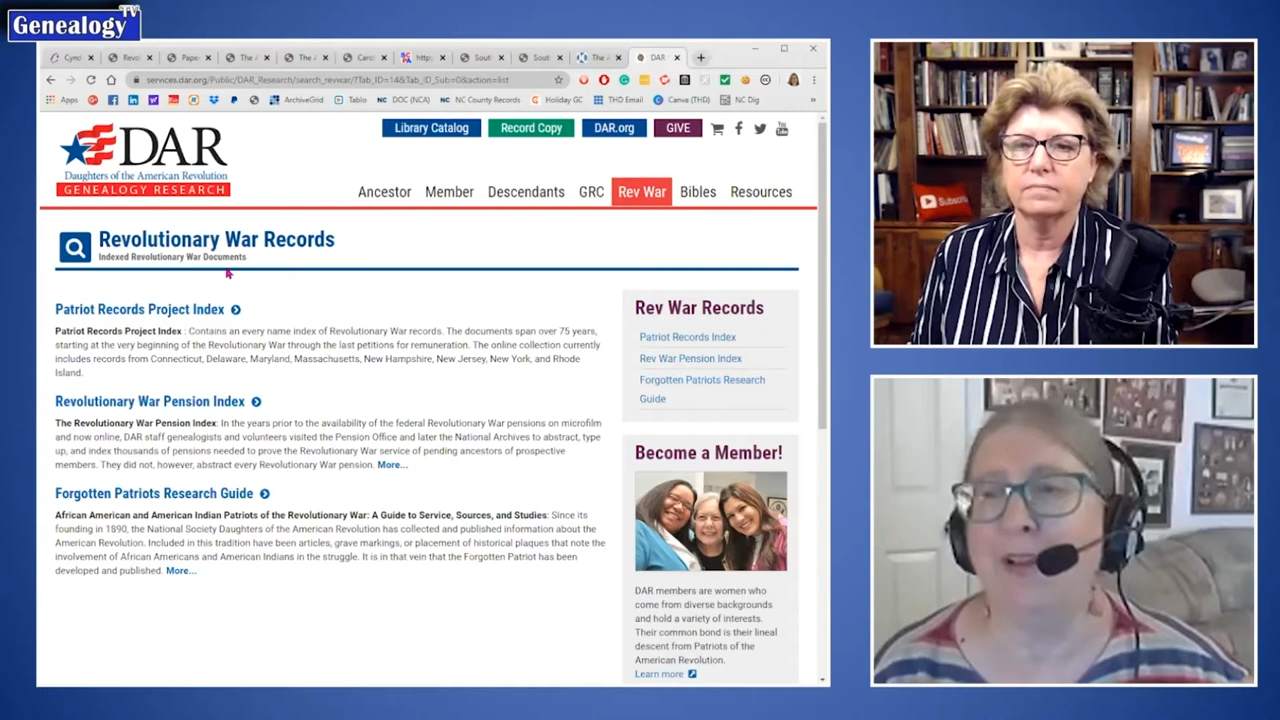 Genealogy TV
Cynd
Revo
Pape
The A
The A
Carol
http:
Sout
Sout
The A
DAR
services.dar.org/Public/DAR_Research/search_revwar/?Tab_ID=14&Tab_ID_Sub=0&action=list
Apps
ArchiveGrid
Tablo
NC DOC (NCA)
NC NC County Records
Holiday GC
THD Email
Canva (THD)
NC Dig
DAR
Daughters of the American Revolution
GENEALOGY RESEARCH
Library Catalog
Record Copy
DAR.org
GIVE
You Tube
Ancestor
Member
Descendants
GRC
Rev War
Bibles
Resources
Revolutionary War Records
Indexed Revolutionary War Documents
Patriot Records Project Index
Patriot Records Project Index : Contains an every name index of Revolutionary War records. The documents span over 75 years,
starting at the very beginning of the Revolutionary War through the last petitions for remuneration. The online collection currently
includes records from Connecticut, Delaware, Maryland, Massachusetts, New Hampshire, New Jersey, New York, and Rhode
Island.
Revolutionary War Pension Index
The Revolutionary War Pension Index: In the years prior to the availability of the federal Revolutionary War pensions on microfilm
and now online, DAR staff genealogists and volunteers visited the Pension Office and later the National Archives to abstract, type
up, and index thousands of pensions needed to prove the Revolutionary War service of pending ancestors of prospective
members. They did not, however, abstract every Revolutionary War pension. More...
Forgotten Patriots Research Guide
African American and American Indian Patriots of the Revolutionary War: A Guide to Service, Sources, and Studies: Since its
founding in 1890, the National Society Daughters of the American Revolution has collected and published information about the
American Revolution. Included in this tradition have been articles, grave markings, or placement of historical plaques that note the
involvement of African Americans and American Indians in the struggle. It is in that vein that the Forgotten Patriot has been
developed and published. More...
Rev War Records
Patriot Records Index
Rev War Pension Index
Forgotten Patriots Research
Guide
Become a Member!
DAR members are women who
come from diverse backgrounds
and hold a variety of interests.
Their common bond is their lineal
descent from Patriots of the
American Revolution.
Learn more
Subscri